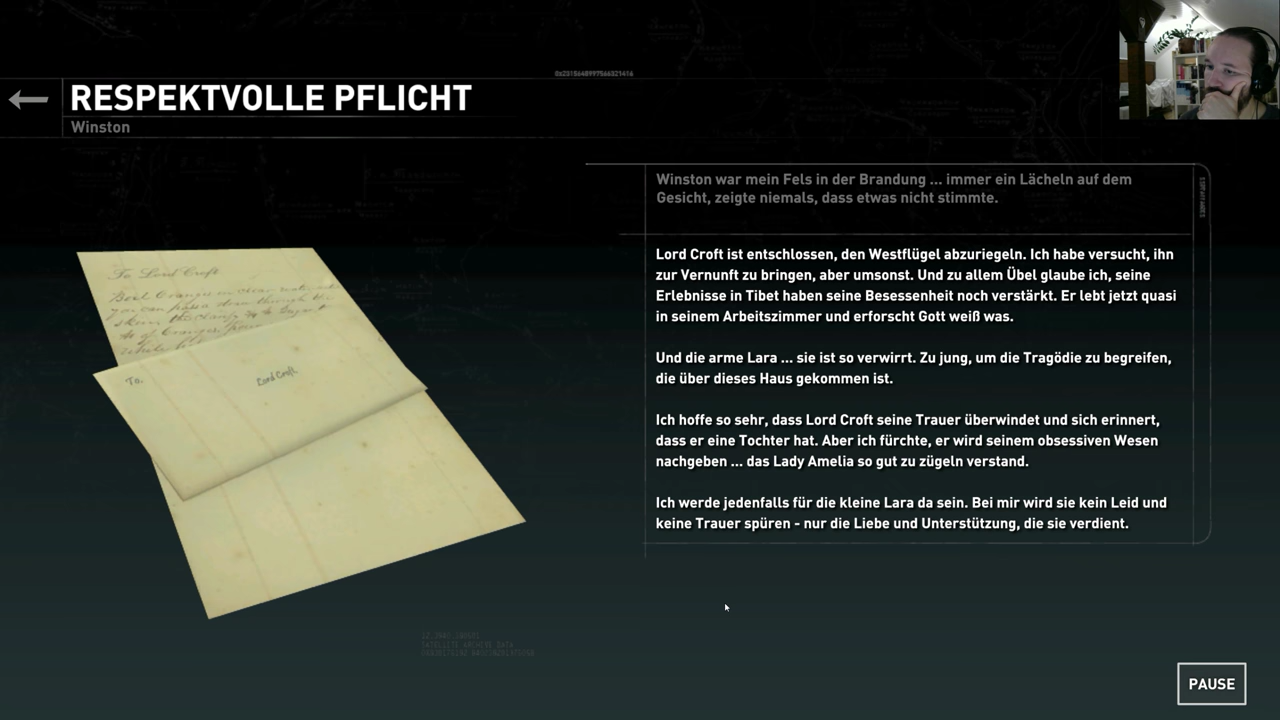 0x2315648997566321416
RESPEKTVOLLE PFLICHT
Winston
Winston war mein Fels in der Brandung ... immer ein Lächeln auf dem
Gesicht, zeigte niemals, dass etwas nicht stimmte.
Lord Croft ist entschlossen, den Westflügel abzuriegeln. Ich habe versucht, ihn
zur Vernunft zu bringen, aber umsonst. Und zu allem Übel glaube ich, seine
Erlebnisse in Tibet haben seine Besessenheit noch verstärkt. Er lebt jetzt quasi
in seinem Arbeitszimmer und erforscht Gott weiß was.
Und die arme Lara ... sie ist so verwirrt. Zu jung, um die Tragödie zu begreifen,
die über dieses Haus gekommen ist.
Ich hoffe so sehr, dass Lord Croft seine Trauer überwindet und sich erinnert,
dass er eine Tochter hat. Aber ich fürchte, er wird seinem obsessiven Wesen
nachgeben ... das Lady Amelia so gut zu zügeln verstand.
Ich werde jedenfalls für die kleine Lara da sein. Bei mir wird sie kein Leid und
keine Trauer spüren - nur die Liebe und Unterstützung, die sie verdient.
To Lord Croft
To.
Lord Croft
PAUSE